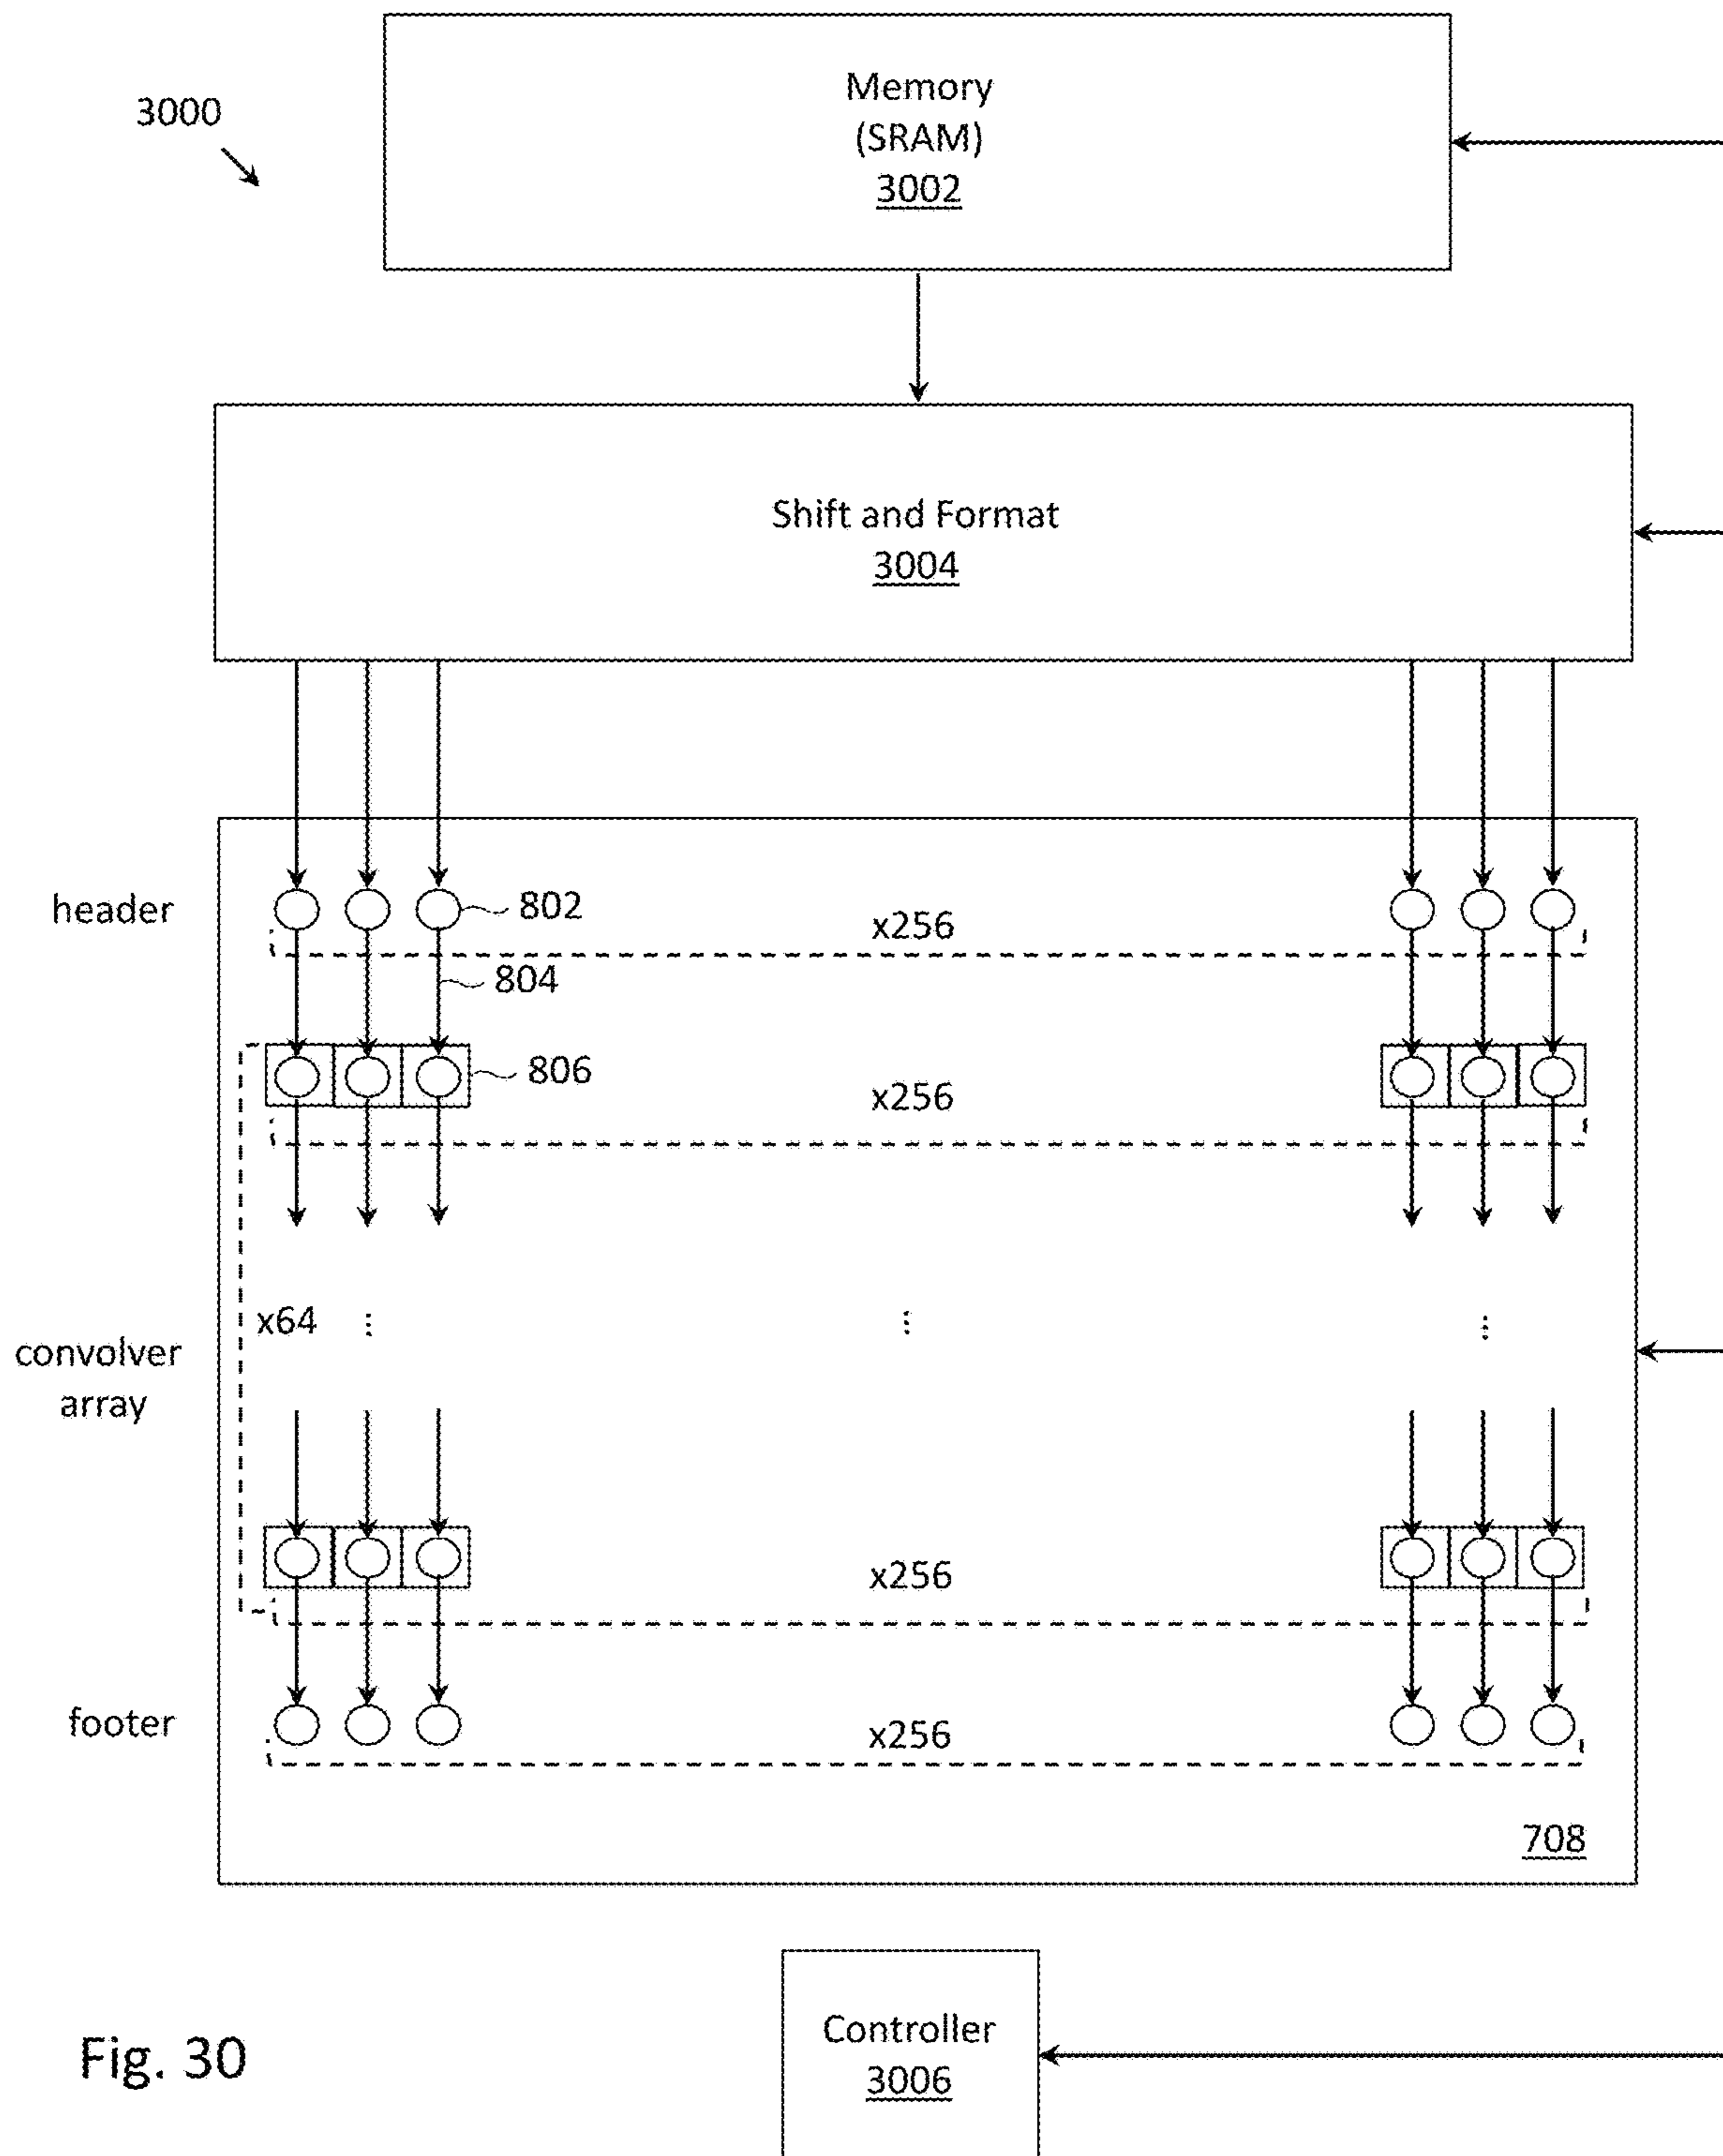 3000
Memory
(SRAM)
3002
Shift and Format
3004
header
802
x256
804
806
x256
x64
⋮
⋮
⋮
convolver
array
x256
footer
x256
708
Controller
3006
Fig. 30